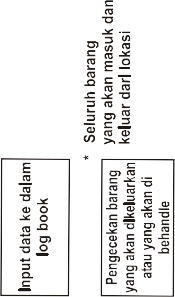 Input data ke dalam
log book
* Seluruh barang
yang akan masuk dan
keluar dari lokasi
Pengecekan barang
yang akan dikeluarkan
atau yang akan di
behandle